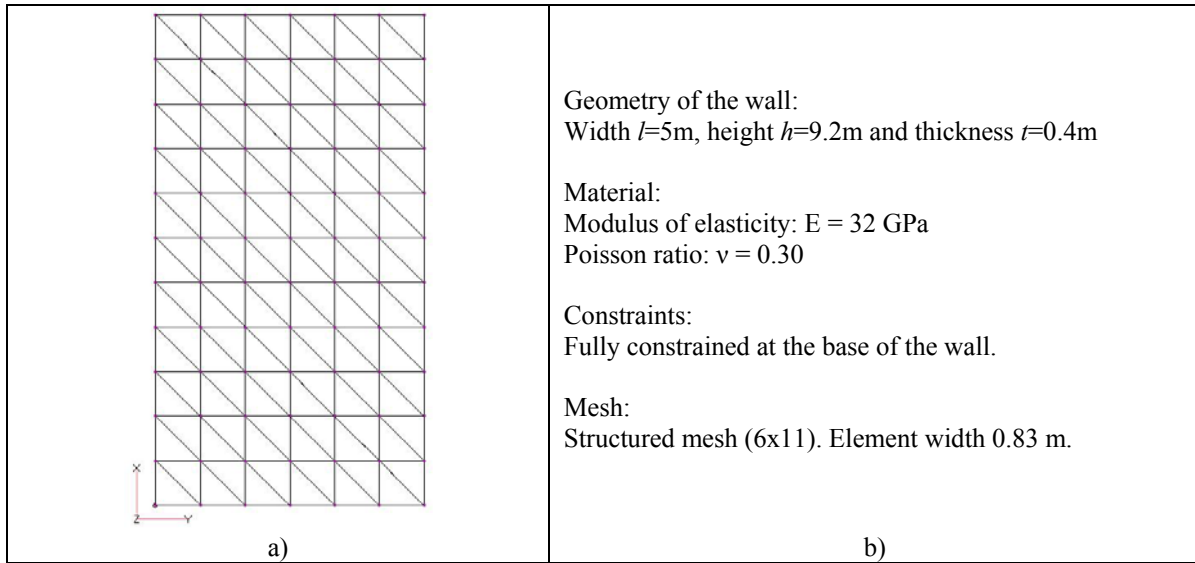 X
Z
Y
a)
Geometry of the wall:
Width l=5m, height h=9.2m and thickness t=0.4m
Material:
Modulus of elasticity: E = 32 GPa
Poisson ratio: ν = 0.30
Constraints:
Fully constrained at the base of the wall.
Mesh:
Structured mesh (6x11). Element width 0.83 m.
b)